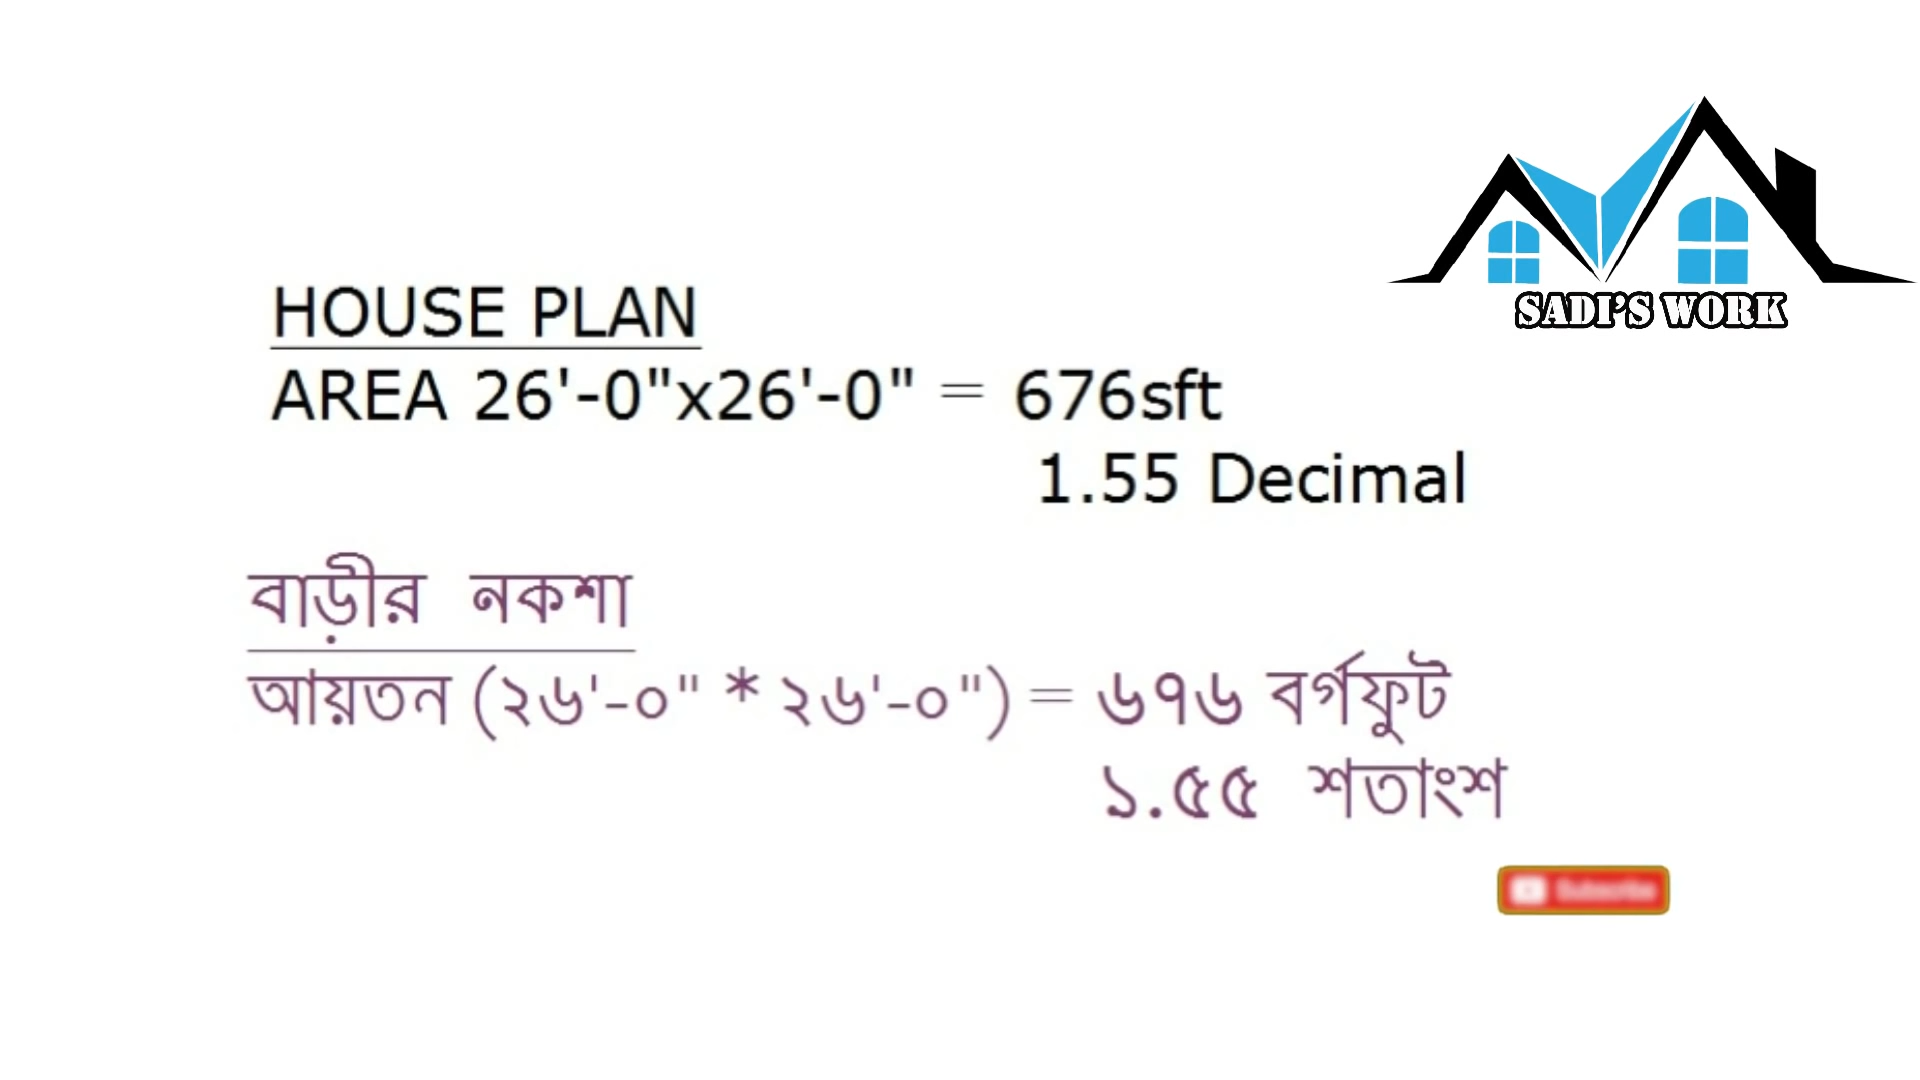 SADI'S WORK
HOUSE PLAN
AREA 26'-0"x26'-0" = 676sft
1.55 Decimal
বাড়ীর নকশা
আয়তন (২৬'-০" * ২৬'-০") = ৬৭৬ বর্গফুট
১.৫৫ শতাংশ
Subscribe